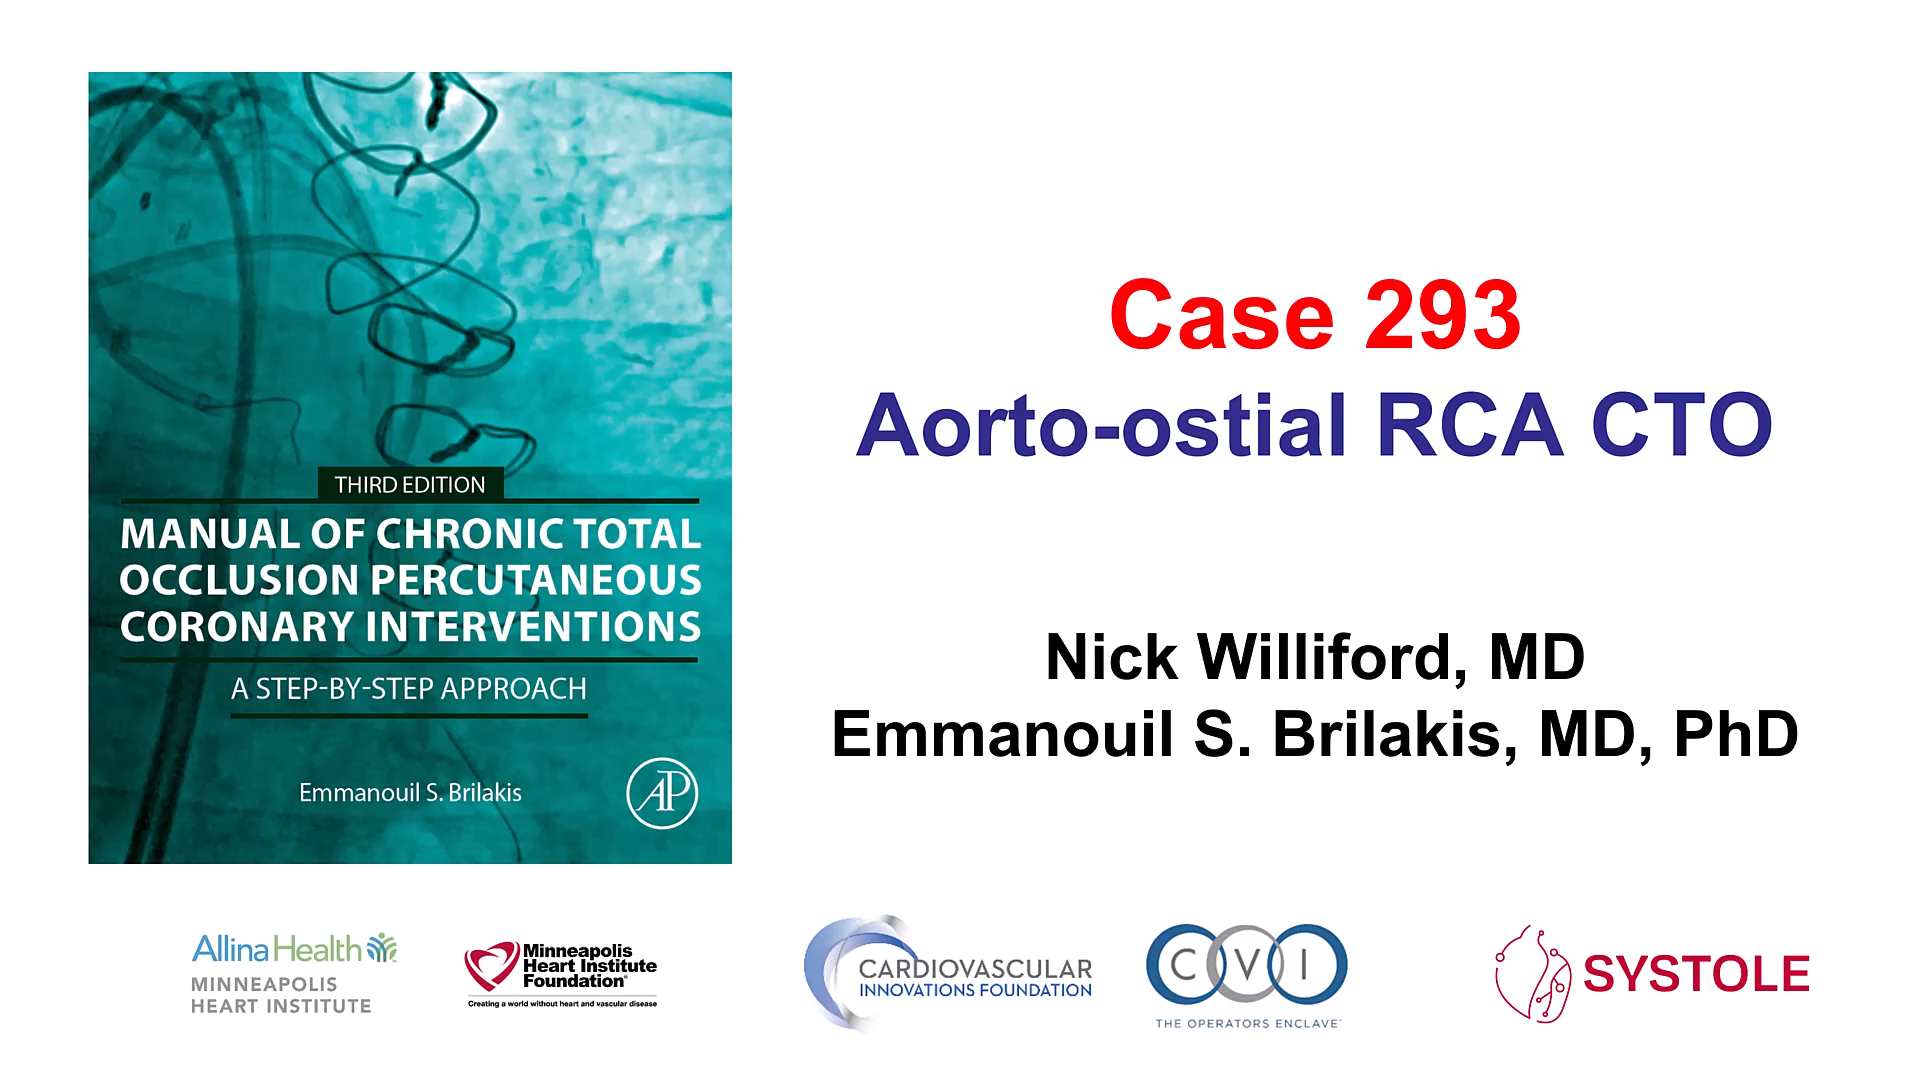 THIRD EDITION
MANUAL OF CHRONIC TOTAL
OCCLUSION PERCUTANEOUS
CORONARY INTERVENTIONS
A STEP-BY-STEP APPROACH
Emmanouil S. Brilakis
AP
Case 293
Aorto-ostial RCA CTO
Nick Williford, MD
Emmanouil S. Brilakis, MD, PhD
Allina Health
MINNEAPOLIS
HEART INSTITUTE
Minneapolis
Heart Institute
Foundation®
Creating a world without heart and vascular disease
CARDIOVASCULAR
INNOVATIONS FOUNDATION
CVI
THE OPERATORS ENCLAVE
SYSTOLE